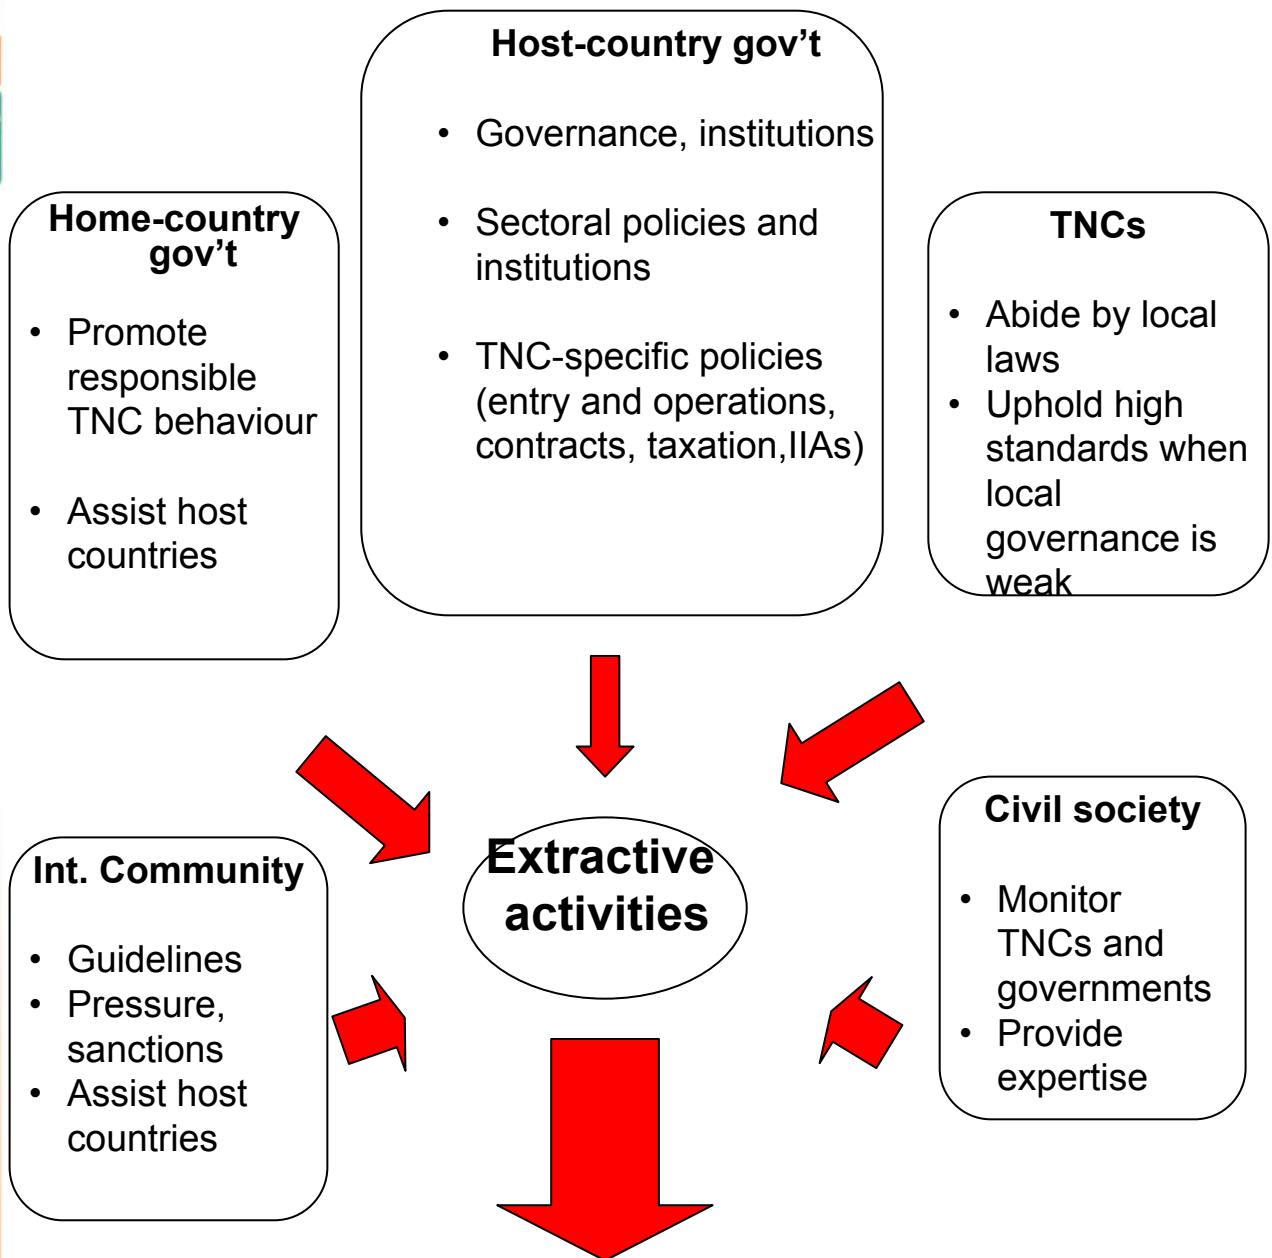 Host-country gov’t
• Governance, institutions
• Sectoral policies and
institutions
• TNC-specific policies
(entry and operations,
contracts, taxation,IIAs)
Home-country
gov’t
• Promote
responsible
TNC behaviour
• Assist host
countries
TNCs
• Abide by local
laws
• Uphold high
standards when
local
governance is
weak
Extractive
activities
Int. Community
• Guidelines
• Pressure,
sanctions
• Assist host
countries
Civil society
• Monitor
TNCs and
governments
• Provide
expertise